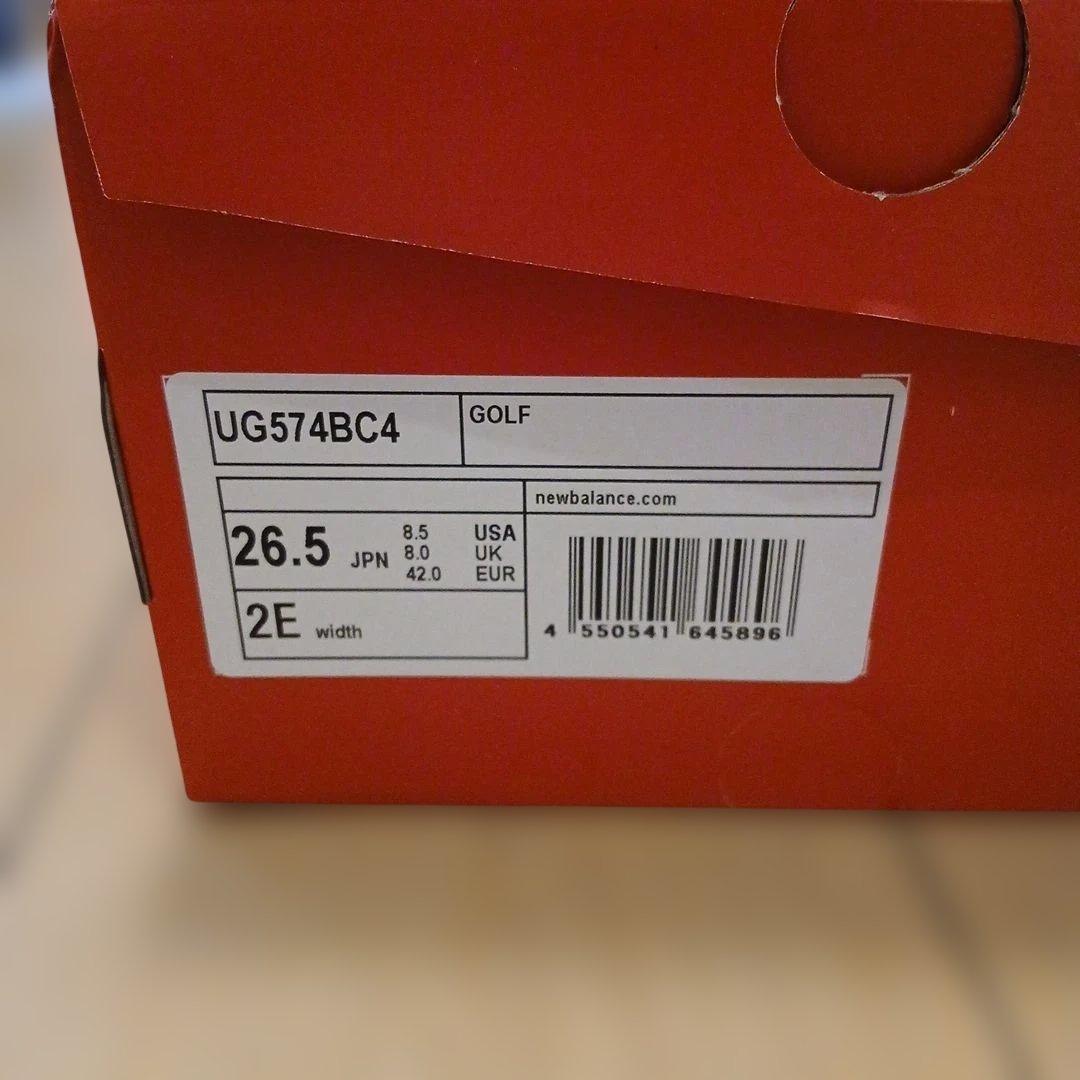 UG574BC4
GOLF
newbalance.com
26.5 JPN
8.5 USA
8.0 UK
42.0 EUR
2E width
4 550541 645896